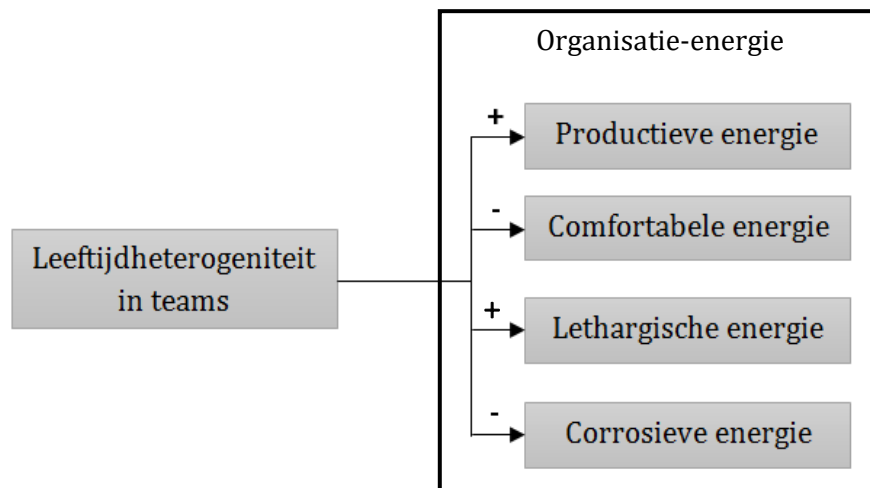 Organisatie-energie
+
Productieve energie
-
Comfortabele energie
Leeftijdheterogeniteit
in teams
+
Lethargische energie
-
Corrosieve energie